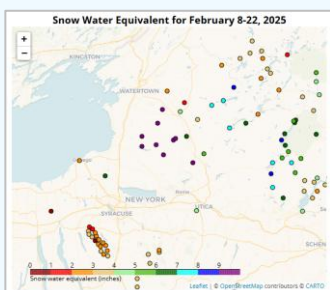 Snow Water Equivalent for February 8-22, 2025
+
−
KINGSTON
WATERTOWN
Rome
NEW YORK
UTICA
SYRACUSE
SCHEN
0 1 2 3 4 5 6 7 8 9
Snow water equivalent (inches)
Leaflet | © OpenStreetMap contributors © CARTO